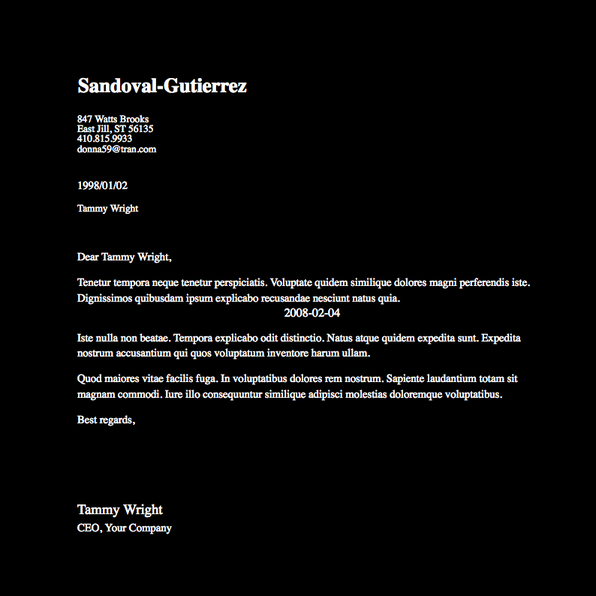 Sandoval-Gutierrez
847 Watts Brooks
East Jill, ST 56135
410.815.9933
donna59@tran.com
1998/01/02
Tammy Wright
Dear Tammy Wright,
Tenetur tempora neque tenetur perspiciatis. Voluptate quidem similique dolores magni perferendis iste.
Dignissimos quibusdam ipsum explicabo recusandae nesciunt natus quia.
2008-02-04
Iste nulla non beatae. Tempora explicabo odit distinctio. Natus atque quidem expedita sunt. Expedita
nostrum accusantium qui quos voluptatum inventore harum ullam.
Quod maiores vitae facilis fuga. In voluptatibus dolores rem nostrum. Sapiente laudantium totam sit
magnam commodi. Iure illo consequuntur similique adipisci molestias doloremque voluptatibus.
Best regards,
Tammy Wright
CEO, Your Company